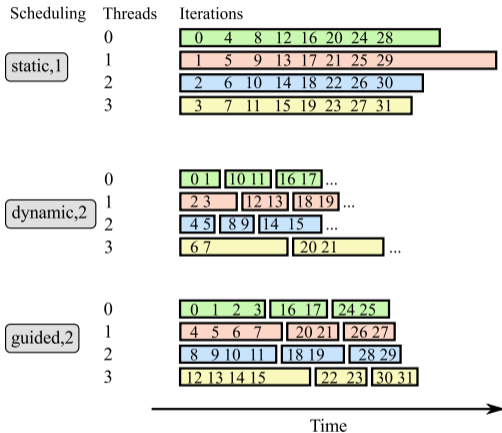 Scheduling Threads Iterations
0 0 4 8 12 16 20 24 28
static,1
1 1 5 9 13 17 21 25 29
2 2 6 10 14 18 22 26 30
3 3 7 11 15 19 23 27 31
0 0 1 10 11 16 17 ...
1 2 3 12 13 18 19 ...
dynamic,2
2 4 5 8 9 14 15 ...
3 6 7 20 21 ...
0 0 1 2 3 16 17 24 25
1 4 5 6 7 20 21 26 27
guided,2
2 8 9 10 11 18 19 28 29
3 12 13 14 15 22 23 30 31
Time